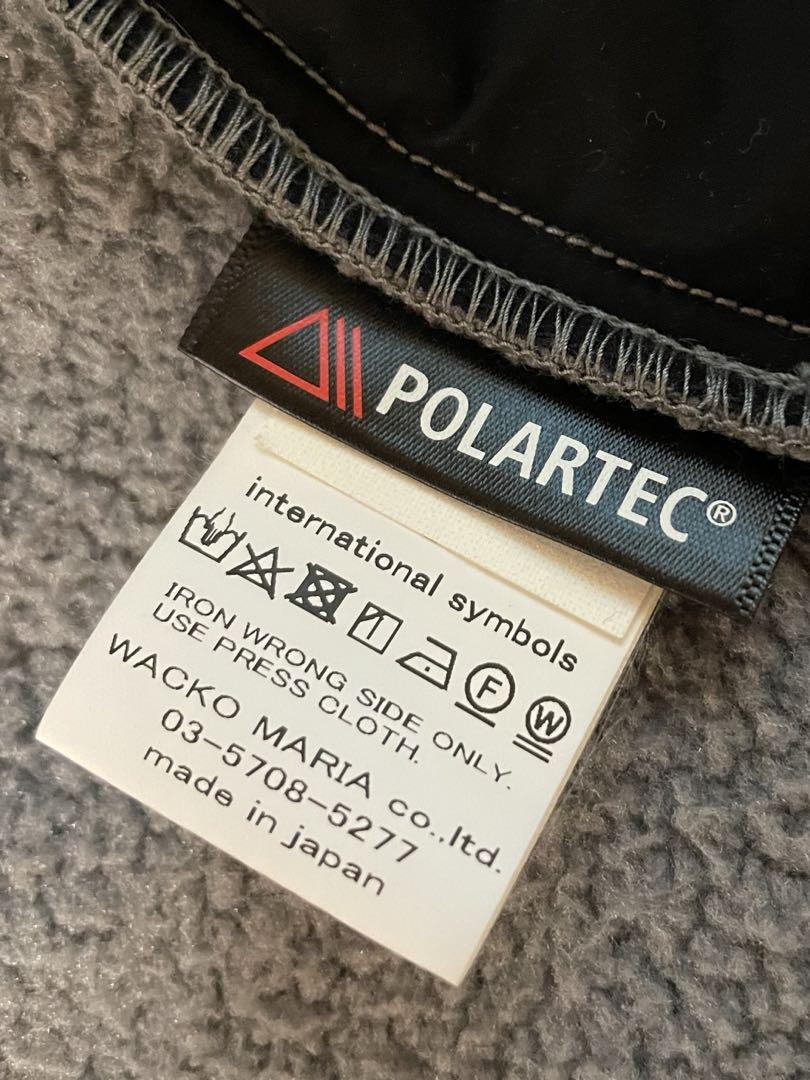 POLARTEC®
international symbols
F W
IRON WRONG SIDE ONLY.
USE PRESS CLOTH.
WACKO MARIA co.,ltd.
03-5708-5277
made in japan